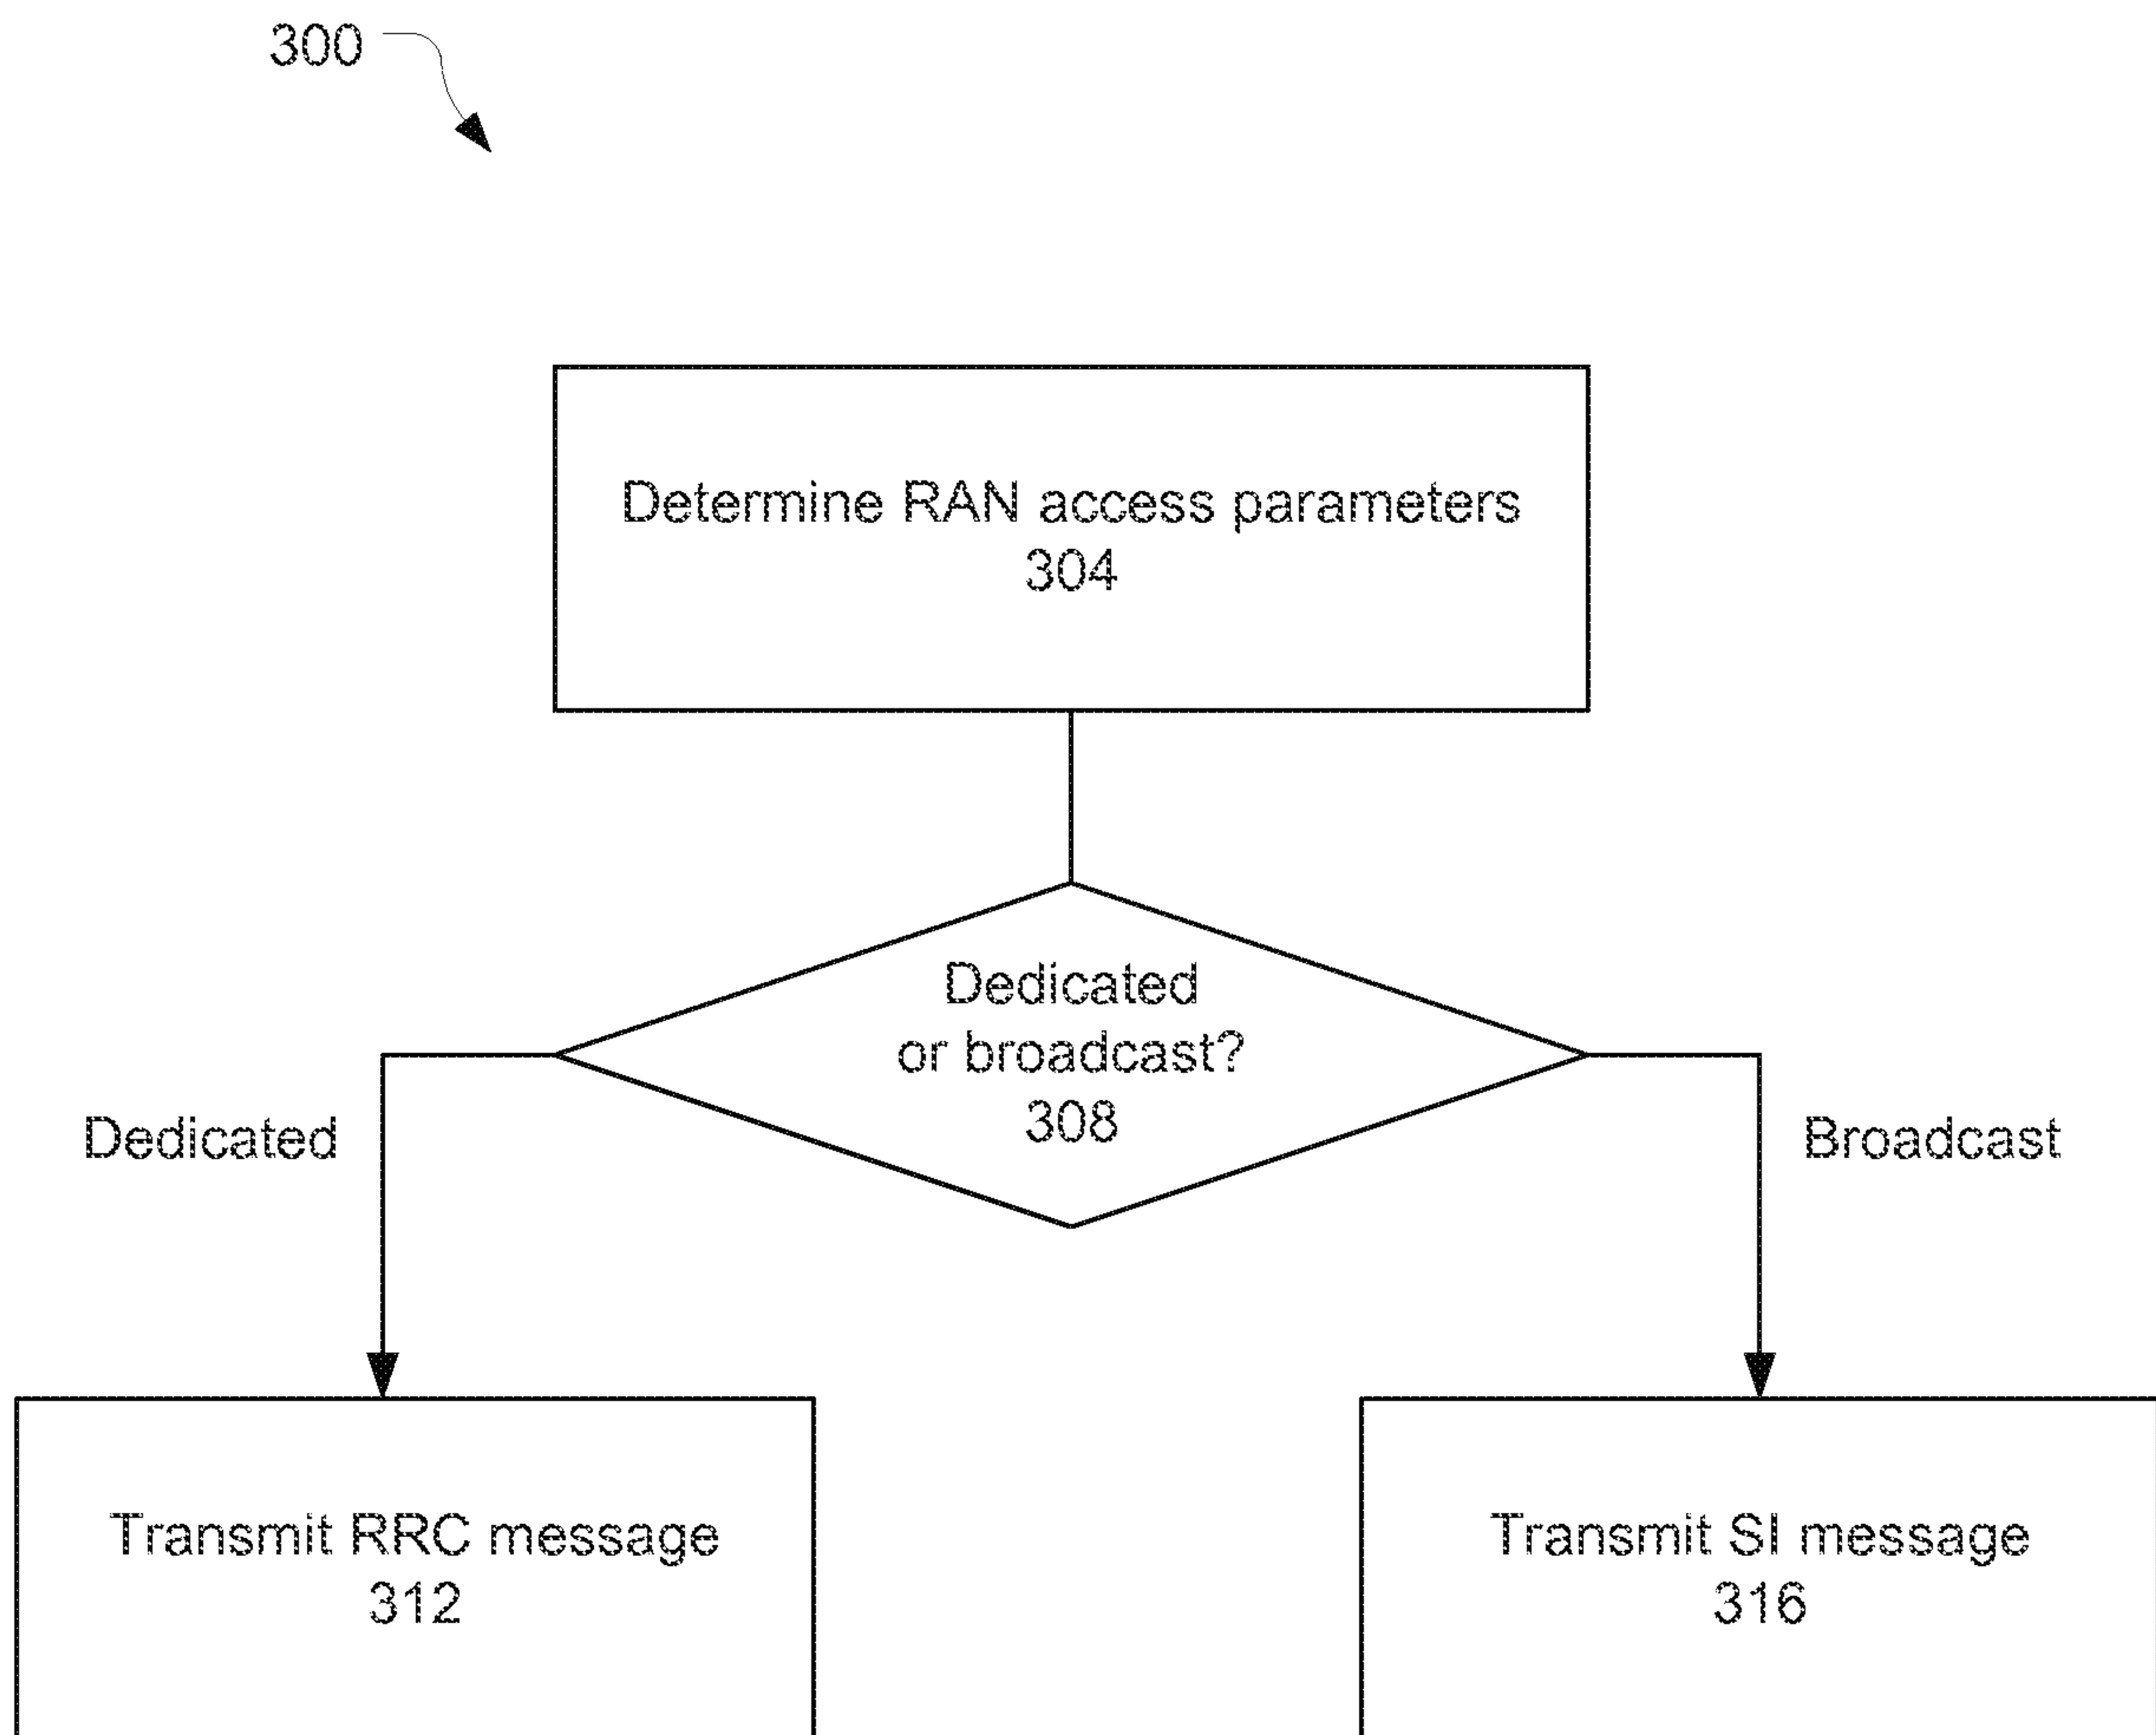 300
Determine RAN access parameters
304
Dedicated
or broadcast?
308
Dedicated
Broadcast
Transmit RRC message
312
Transmit SI message
316